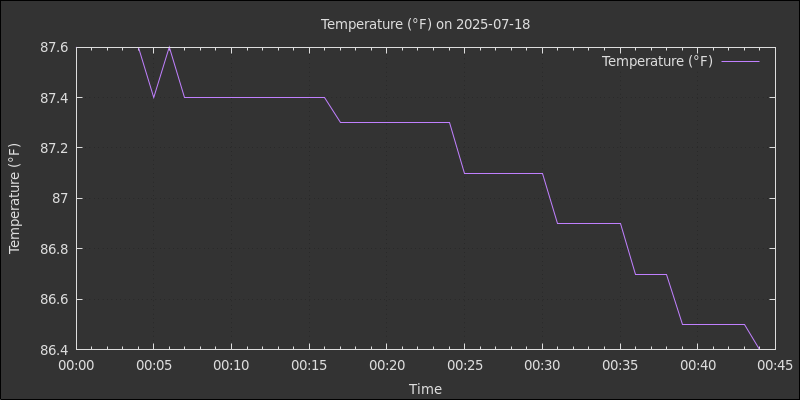 Temperature (°F) on 2025-07-18
Temperature (°F)
87.6
87.4
87.2
87
86.8
86.6
86.4
Temperature (°F)
00:00 00:05 00:10 00:15 00:20 00:25 00:30 00:35 00:40 00:45
Time